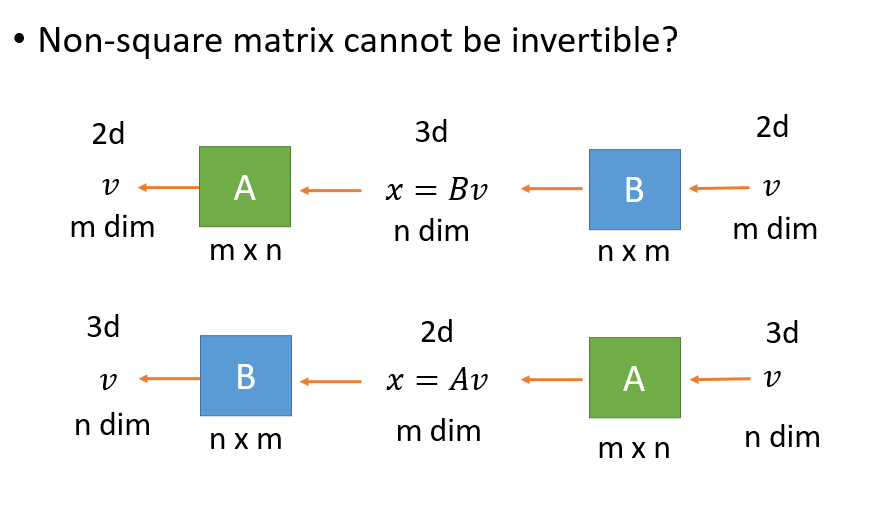 • Non-square matrix cannot be invertible?
2d 3d 2d
v A x = Bv B v
m dim n dim m dim
m x n n x m
3d 2d 3d
v B x = Av A v
n dim m dim n dim
n x m m x n